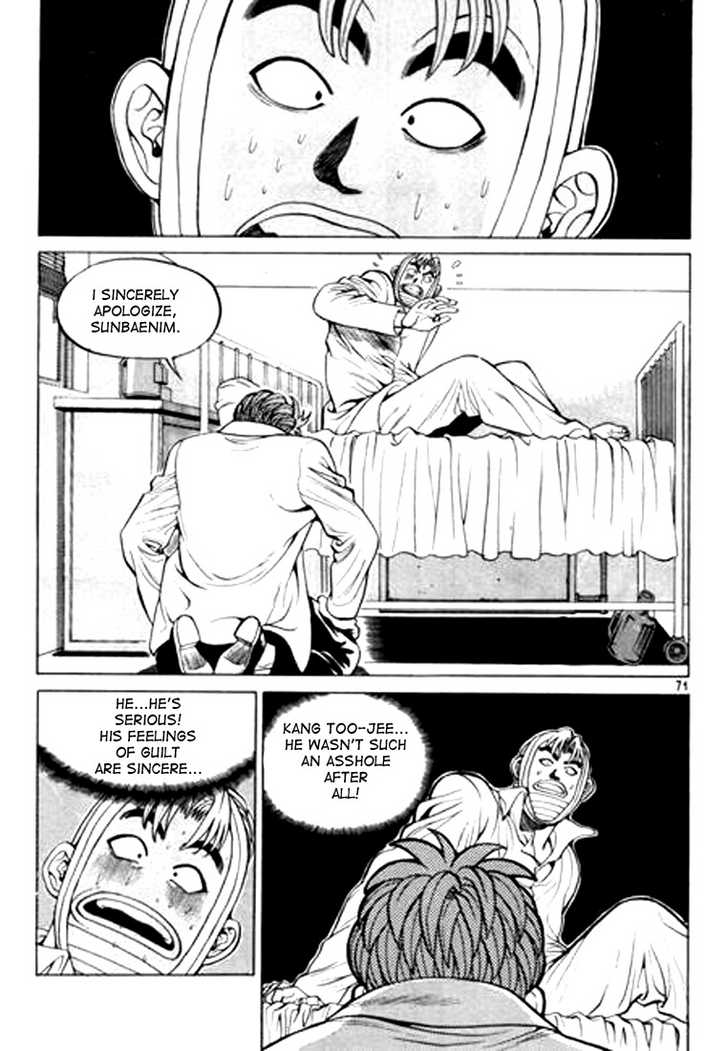 I SINCERELY
APOLOGIZE,
SUNBAENIM.
71
HE...HE'S
SERIOUS!
HIS FEELINGS
OF GUILT
ARE SINCERE...
KANG TOO-JEE...
HE WASN'T SUCH
AN ASSHOLE
AFTER
ALL!